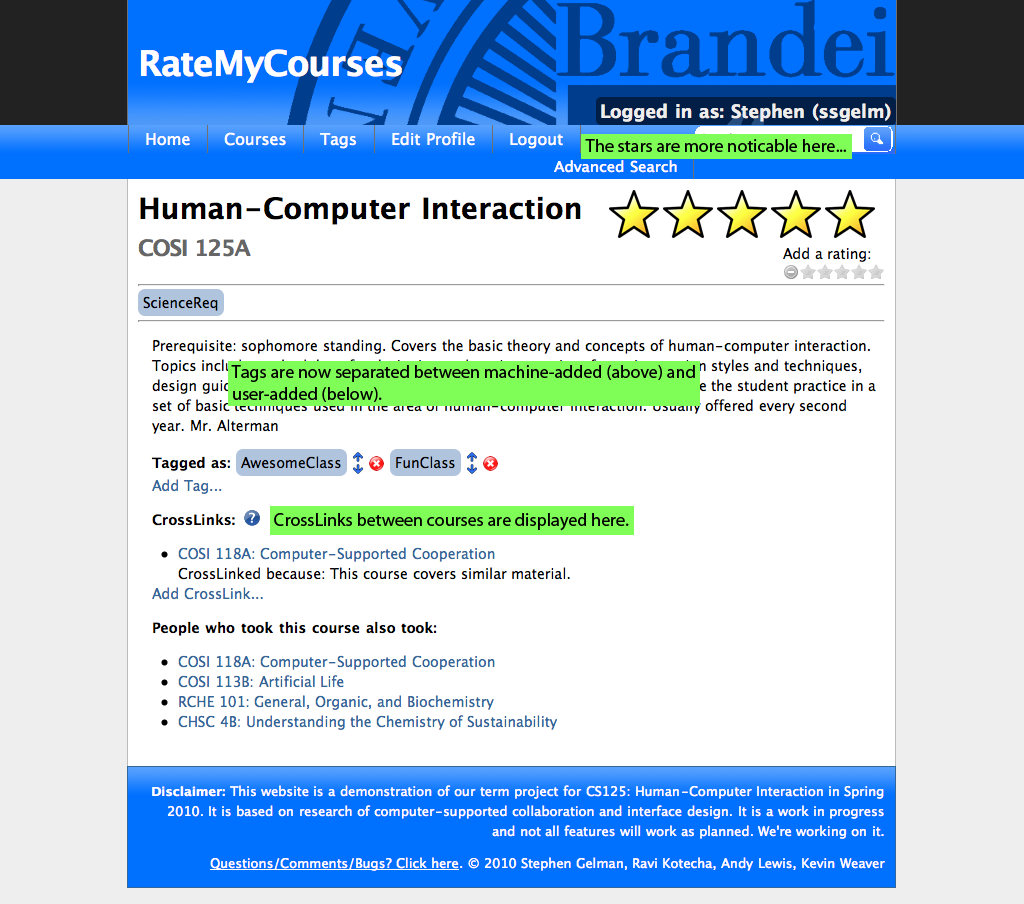 RateMyCourses
Brandei
Logged in as: Stephen (ssgelm)
Home Courses Tags Edit Profile Logout
The stars are more noticable here...
Advanced Search
Human-Computer Interaction
COSI 125A
Add a rating:
ScienceReq
Prerequisite: sophomore standing. Covers the basic theory and concepts of human-computer interaction.
Topics styles and techniques,
Tags are now separated between machine-added (above) and
user-added (below).
design the student practice in a
set of basic techniques used in the area of human-computer interaction. Usually offered every second
year. Mr. Alterman
Tagged as: AwesomeClass FunClass
Add Tag...
CrossLinks: ? CrossLinks between courses are displayed here.
• COSI 118A: Computer-Supported Cooperation
CrossLinked because: This course covers similar material.
Add CrossLink...
People who took this course also took:
• COSI 118A: Computer-Supported Cooperation
• COSI 113B: Artificial Life
• RCHE 101: General, Organic, and Biochemistry
• CHSC 4B: Understanding the Chemistry of Sustainability
Disclaimer: This website is a demonstration of our term project for CS125: Human-Computer Interaction in Spring
2010. It is based on research of computer-supported collaboration and interface design. It is a work in progress
and not all features will work as planned. We're working on it.
Questions/Comments/Bugs? Click here. © 2010 Stephen Gelman, Ravi Kotecha, Andy Lewis, Kevin Weaver